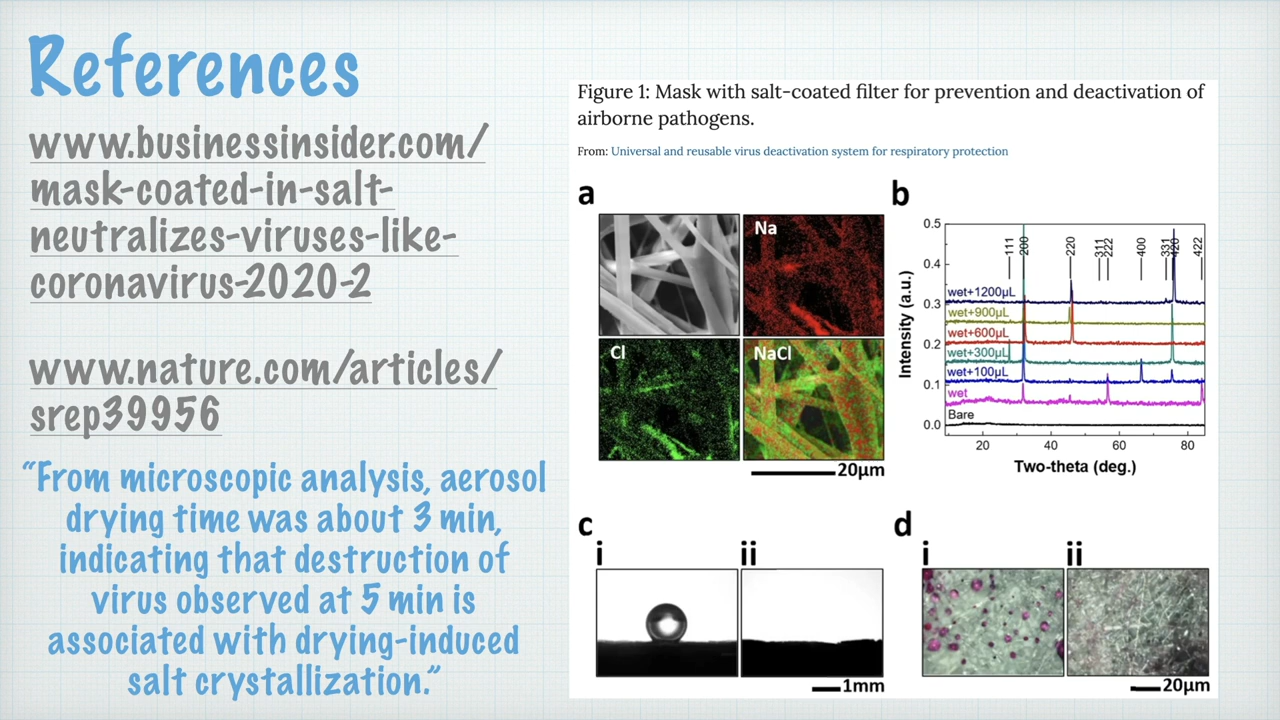 References
www.businessinsider.com/
mask-coated-in-salt-
neutralizes-viruses-like-
coronavirus-2020-2
www.nature.com/articles/
srep39956
“From microscopic analysis, aerosol
drying time was about 3 min,
indicating that destruction of
virus observed at 5 min is
associated with drying-induced
salt crystallization.”
Figure 1: Mask with salt-coated filter for prevention and deactivation of
airborne pathogens.
From: Universal and reusable virus deactivation system for respiratory protection
a
Na
Cl
NaCl
20μm
b
Intensity (a.u.)
0.5
0.4
0.3
0.2
0.1
0.0
111
200
220
311
222
400
331
420
422
wet+1200μL
wet+900μL
wet+600μL
wet+300μL
wet+100μL
wet
Bare
20 40 60 80
Two-theta (deg.)
c
i
ii
1mm
d
i
ii
20μm